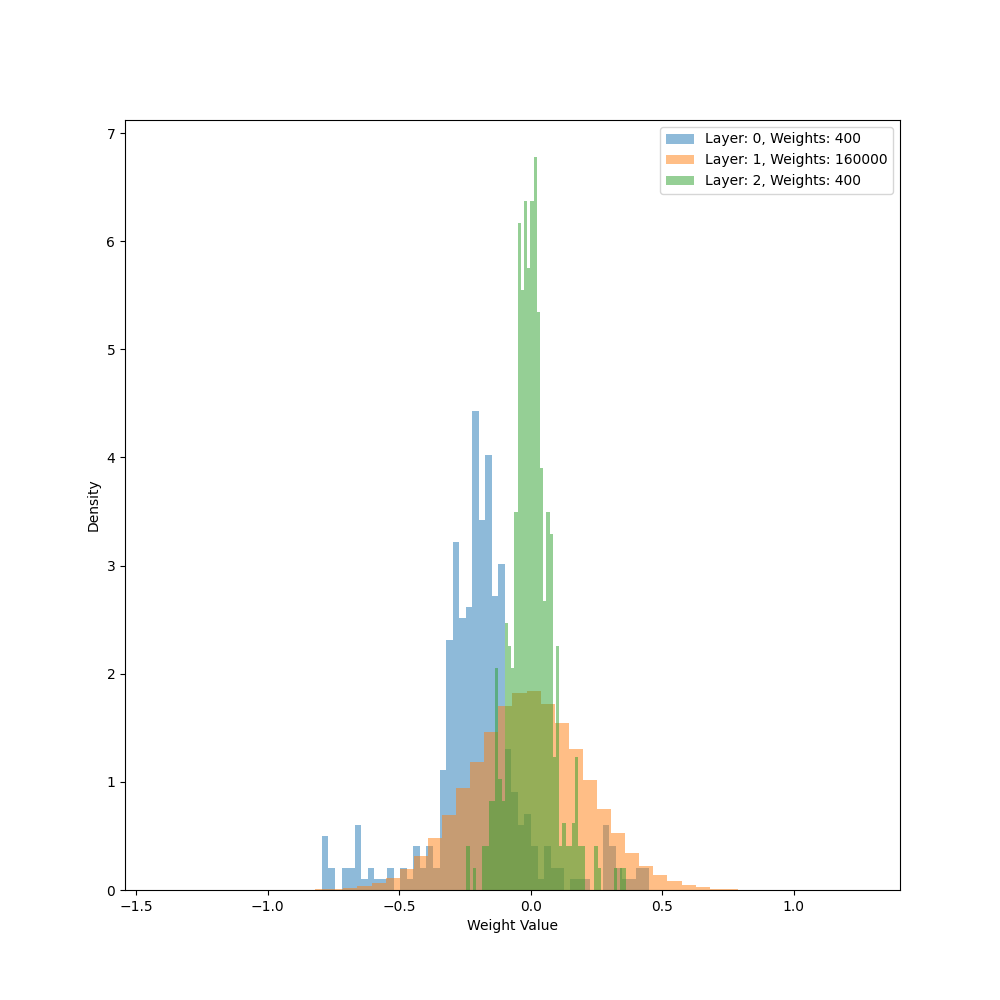 Layer: 0, Weights: 400
Layer: 1, Weights: 160000
Layer: 2, Weights: 400
7
6
5
4
3
2
1
0
Density
−1.5 −1.0 −0.5 0.0 0.5 1.0
Weight Value